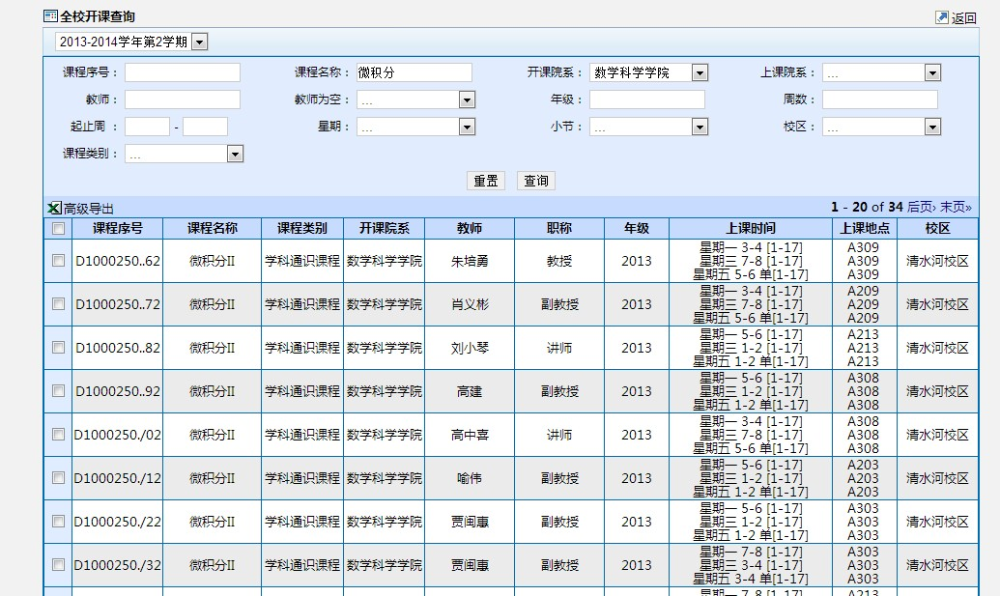 全校开课查询 返回
2013-2014学年第2学期
课程序号： 课程名称： 微积分 开课院系： 数学科学学院 上课院系： ...
教师： 教师为空： ... 年级： 周数：
起止周 ： - 星期： ... 小节： ... 校区： ...
课程类别： ...
重置 查询
高级导出 1 - 20 of 34 后页› 末页»
课程序号 课程名称 课程类别 开课院系 教师 职称 年级 上课时间 上课地点 校区
星期一 3-4 [1-17] A309
D1000250..62 微积分II 学科通识课程 数学科学学院 朱培勇 教授 2013 星期三 7-8 [1-17] A309 清水河校区
星期五 5-6 单[1-17] A309
星期一 3-4 [1-17] A209
D1000250..72 微积分II 学科通识课程 数学科学学院 肖义彬 副教授 2013 星期三 7-8 [1-17] A209 清水河校区
星期五 5-6 单[1-17] A209
星期一 5-6 [1-17] A213
D1000250..82 微积分II 学科通识课程 数学科学学院 刘小琴 讲师 2013 星期三 1-2 [1-17] A213 清水河校区
星期五 1-2 单[1-17] A213
星期一 5-6 [1-17] A308
D1000250..92 微积分II 学科通识课程 数学科学学院 高建 副教授 2013 星期三 1-2 [1-17] A308 清水河校区
星期五 1-2 单[1-17] A308
星期一 3-4 [1-17] A308
D1000250./02 微积分II 学科通识课程 数学科学学院 高中喜 讲师 2013 星期三 7-8 [1-17] A308 清水河校区
星期五 5-6 单[1-17] A308
星期一 5-6 [1-17] A203
D1000250./12 微积分II 学科通识课程 数学科学学院 喻伟 副教授 2013 星期三 1-2 [1-17] A203 清水河校区
星期五 1-2 单[1-17] A203
星期一 5-6 [1-17] A303
D1000250./22 微积分II 学科通识课程 数学科学学院 贾闽惠 副教授 2013 星期三 1-2 [1-17] A303 清水河校区
星期五 1-2 单[1-17] A303
星期一 7-8 [1-17] A303
D1000250./32 微积分II 学科通识课程 数学科学学院 贾闽惠 副教授 2013 星期三 3-4 [1-17] A303 清水河校区
星期五 3-4 单[1-17] A303
星期一 7-8 [1-17] A213